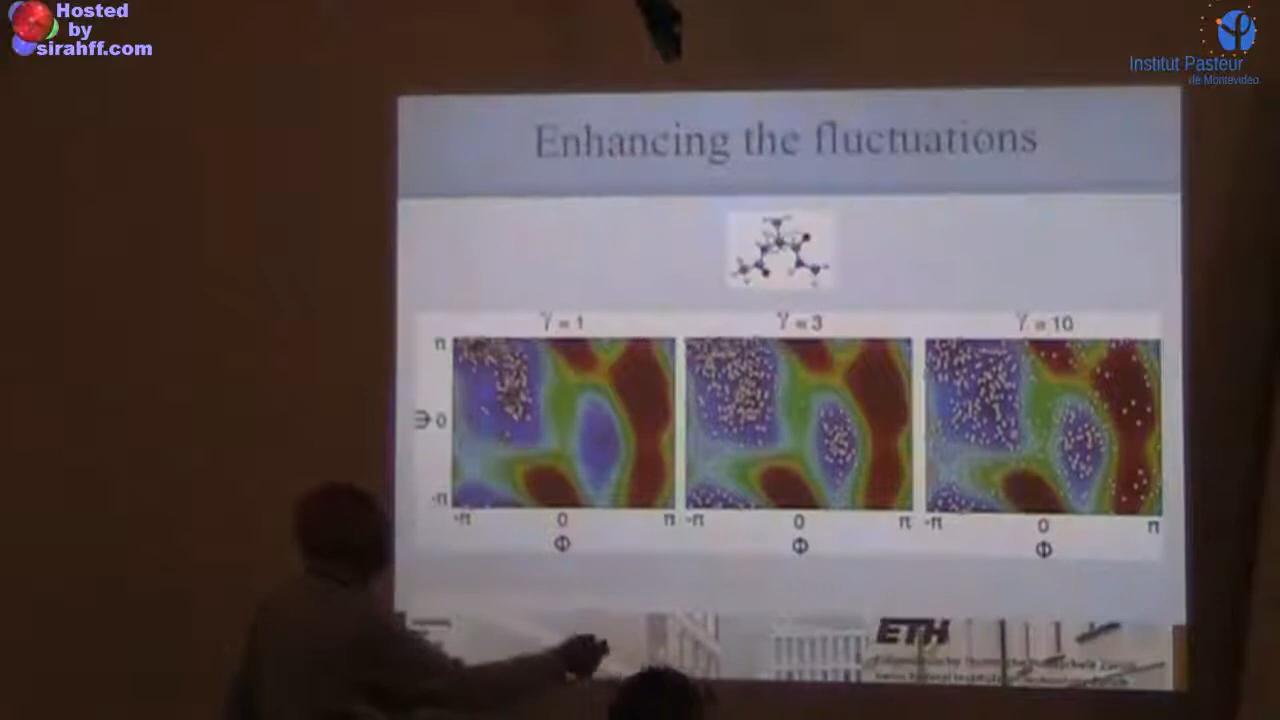 Hosted
by
sirahff.com
Institut Pasteur
de Montevideo
Enhancing the fluctuations
γ = 1
γ = 3
γ = 10
π
Ψ 0
-π
-π 0 π
-π 0 π
-π 0 π
Φ
Φ
Φ
ETH